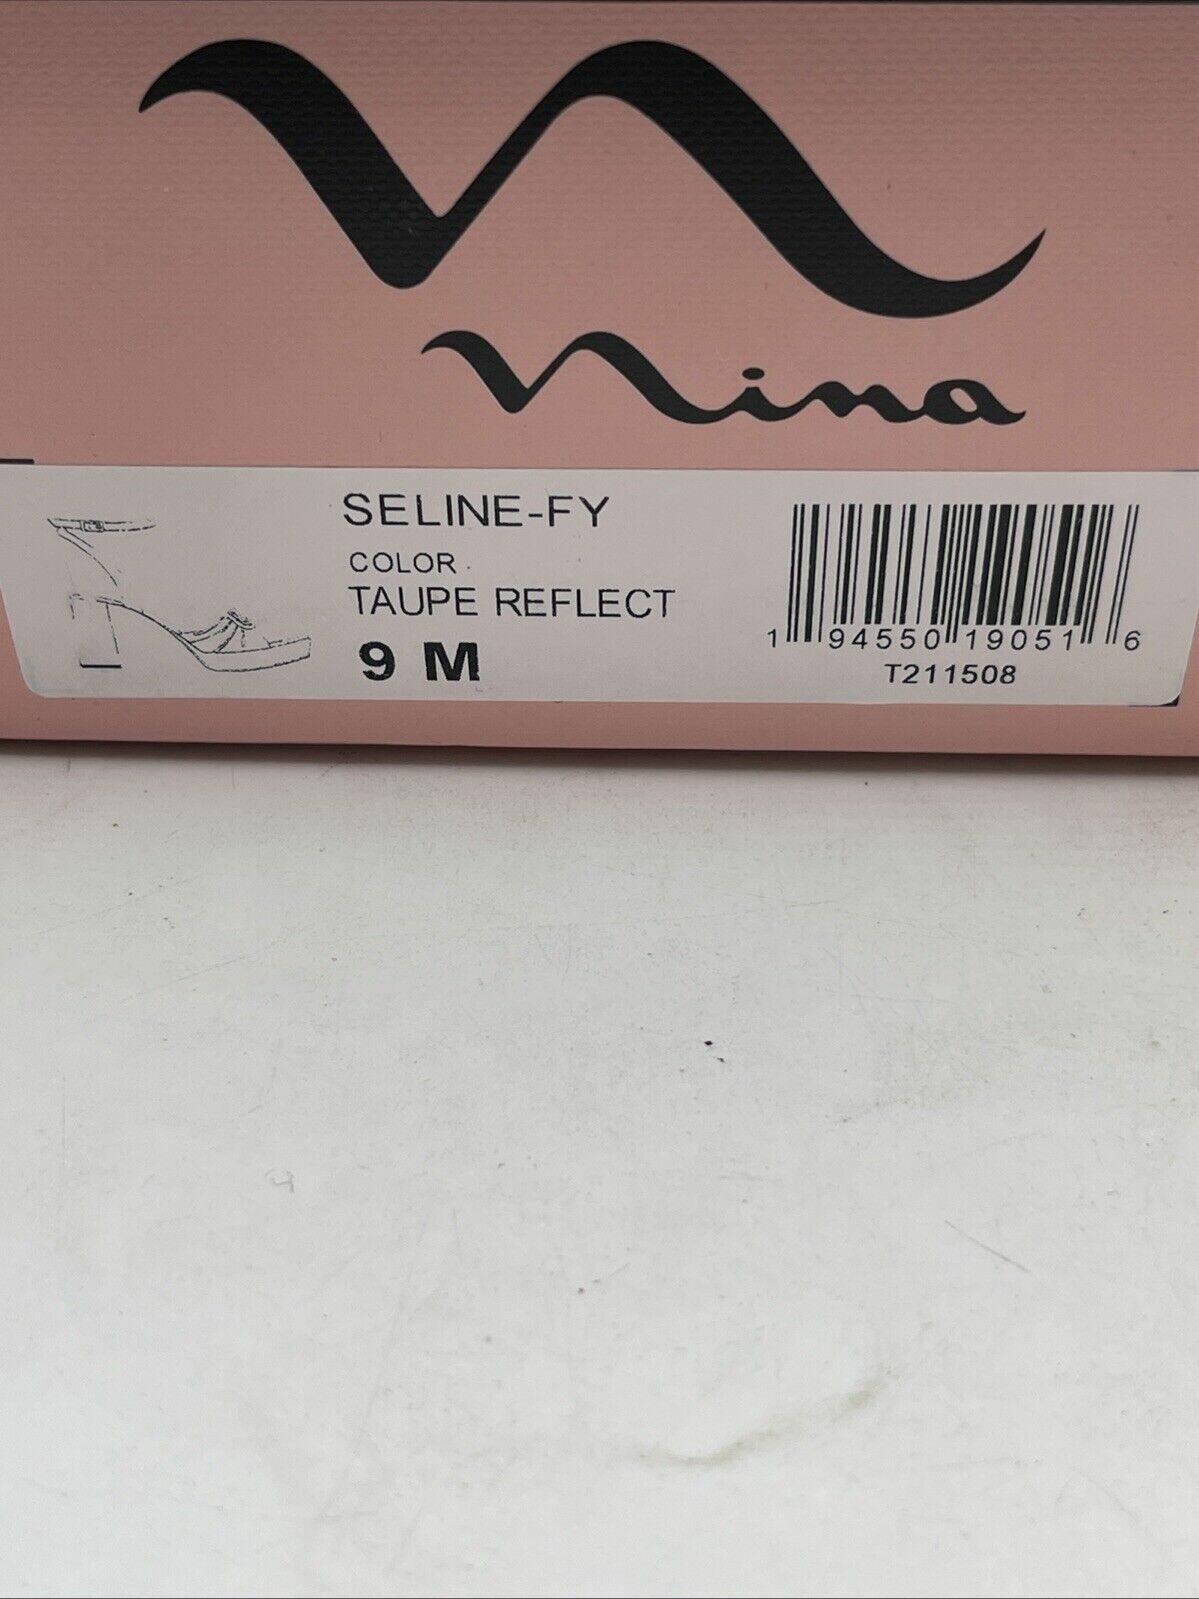 nina
SELINE-FY
COLOR
TAUPE REFLECT
9 M
1 94550 19051 6
T211508